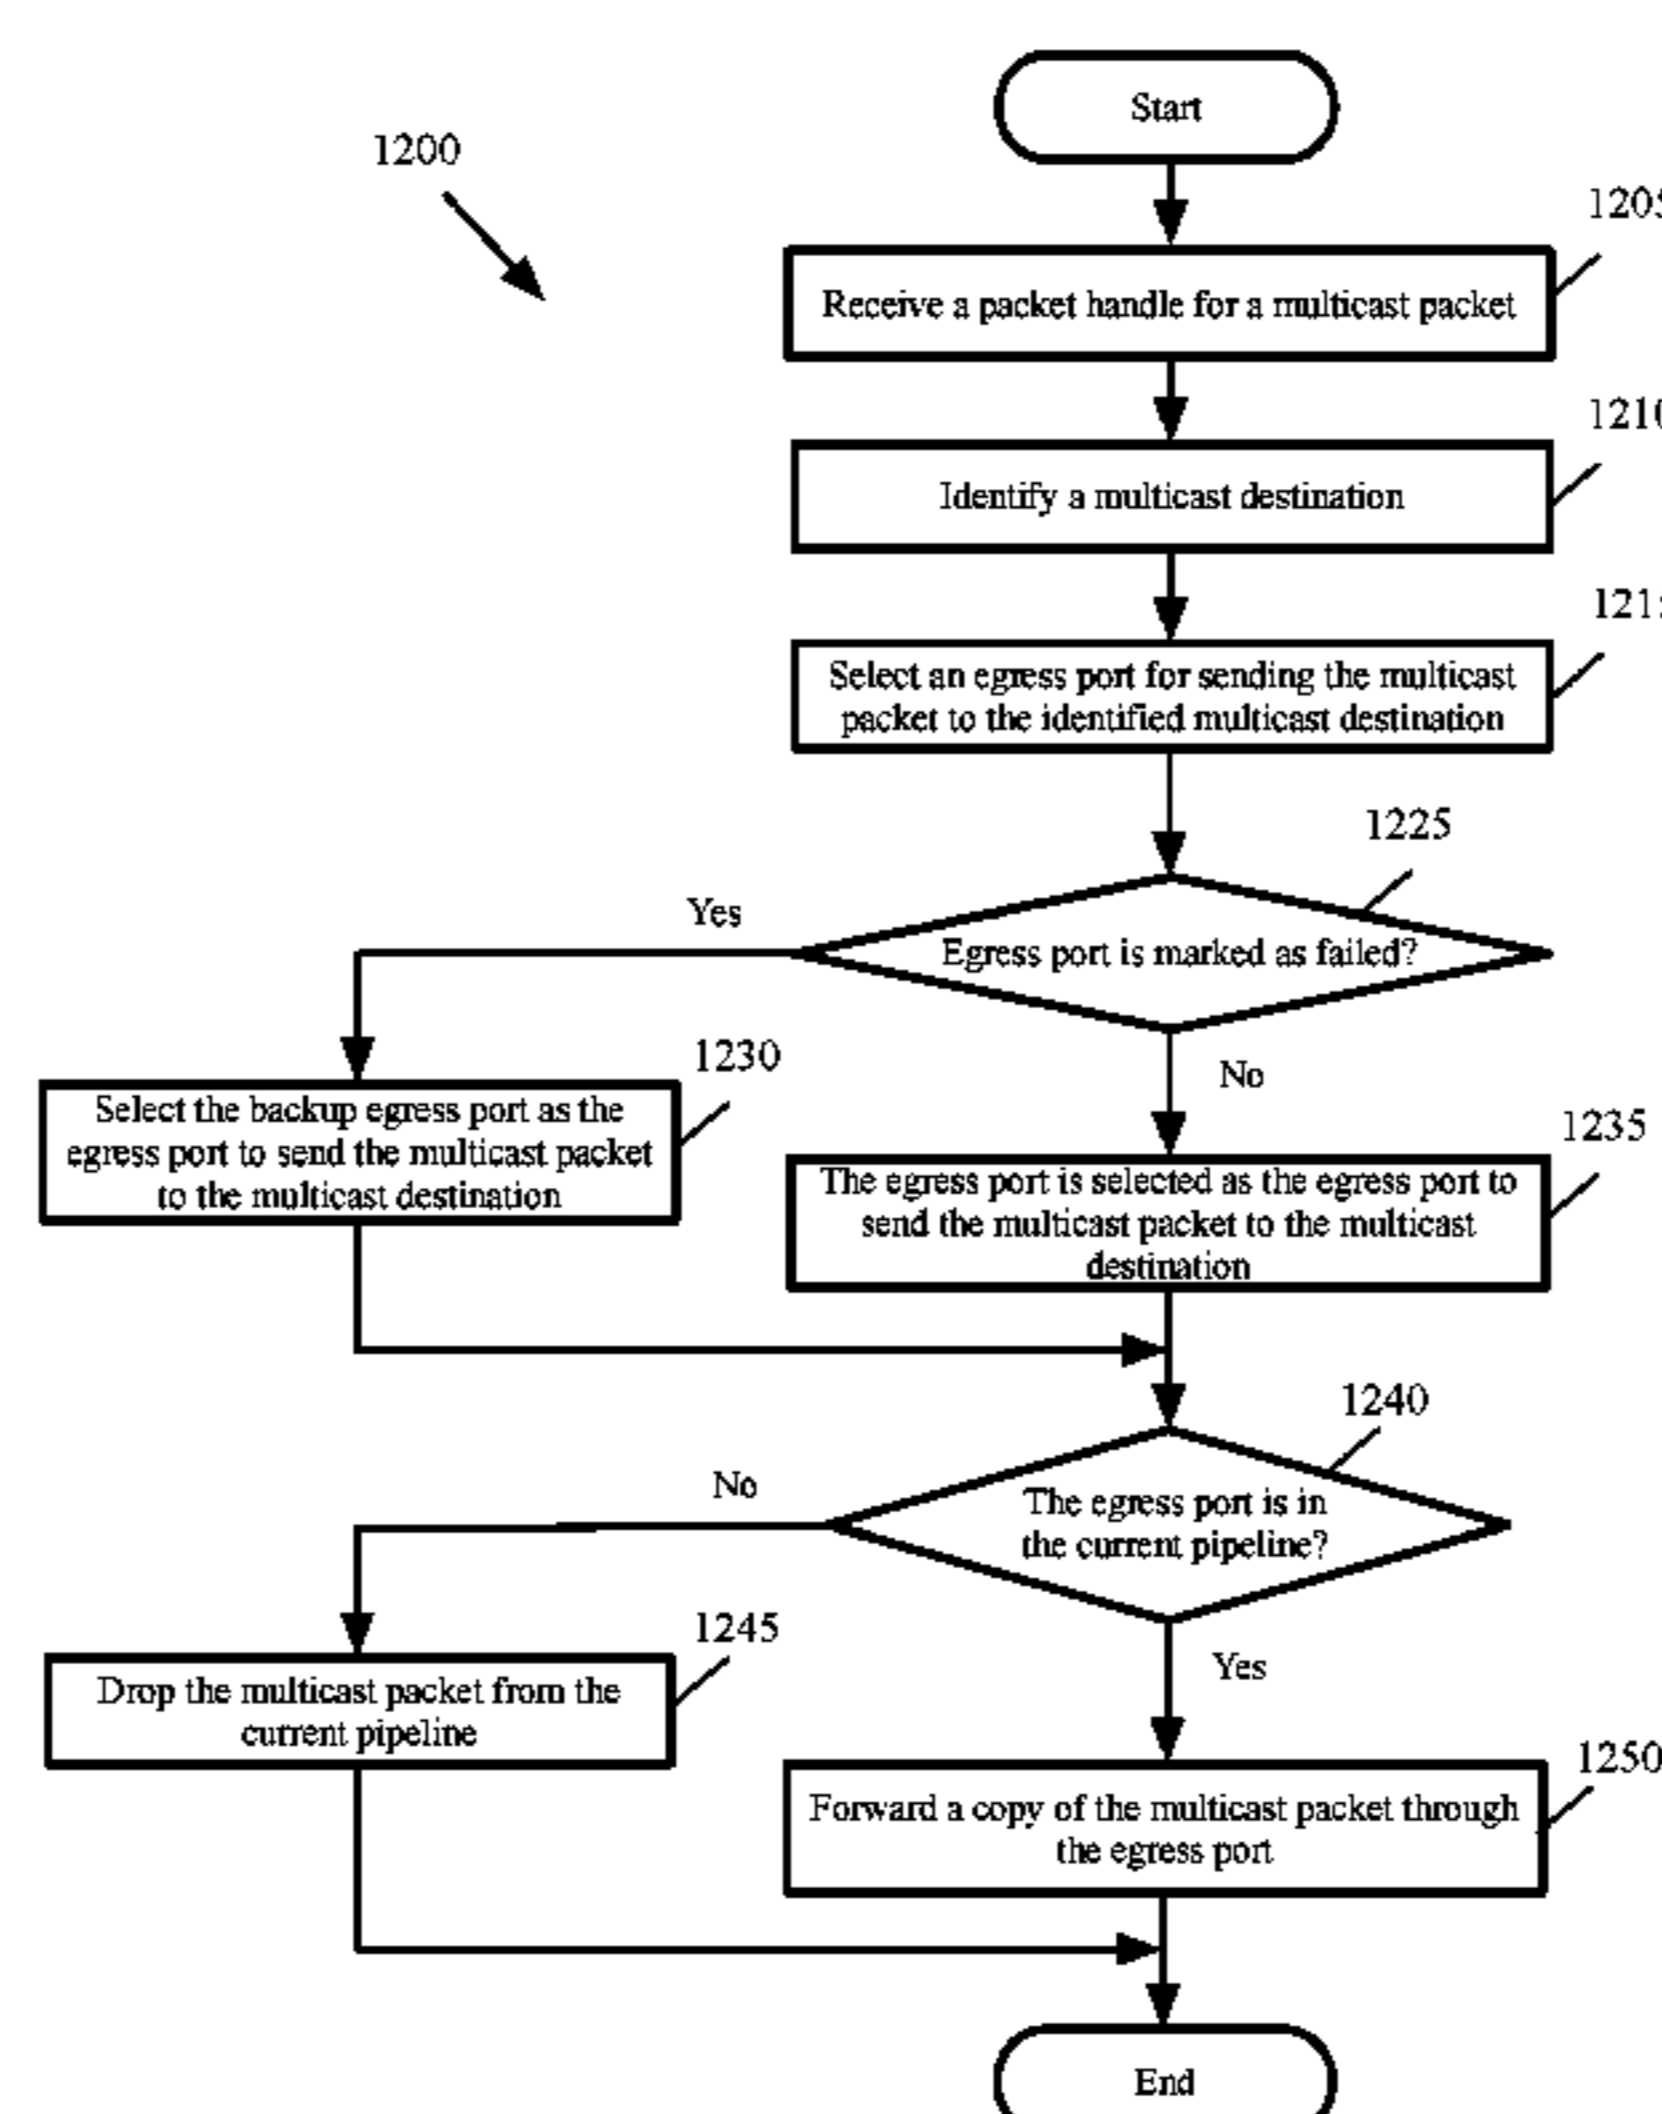 Start
1200
1205
Receive a packet handle for a multicast packet
1210
Identify a multicast destination
Select an egress port for sending the multicast
packet to the identified multicast destination
1225
Yes
Egress port is marked as failed?
1230
No
Select the backup egress port as the
egress port to send the multicast packet
to the multicast destination
1235
The egress port is selected as the egress port to
send the multicast packet to the multicast
destination
1240
No
The egress port is in
the current pipeline?
1245
Yes
Drop the multicast packet from the
current pipeline
1250
Forward a copy of the multicast packet through
the egress port
End